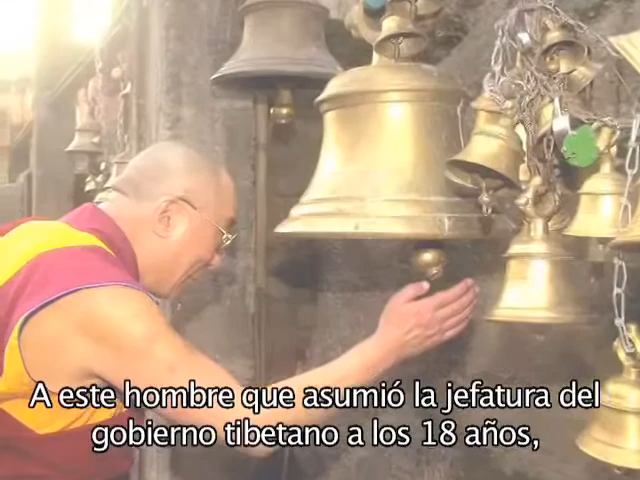 A este hombre que asumió la jefatura del
gobierno tibetano a los 18 años,